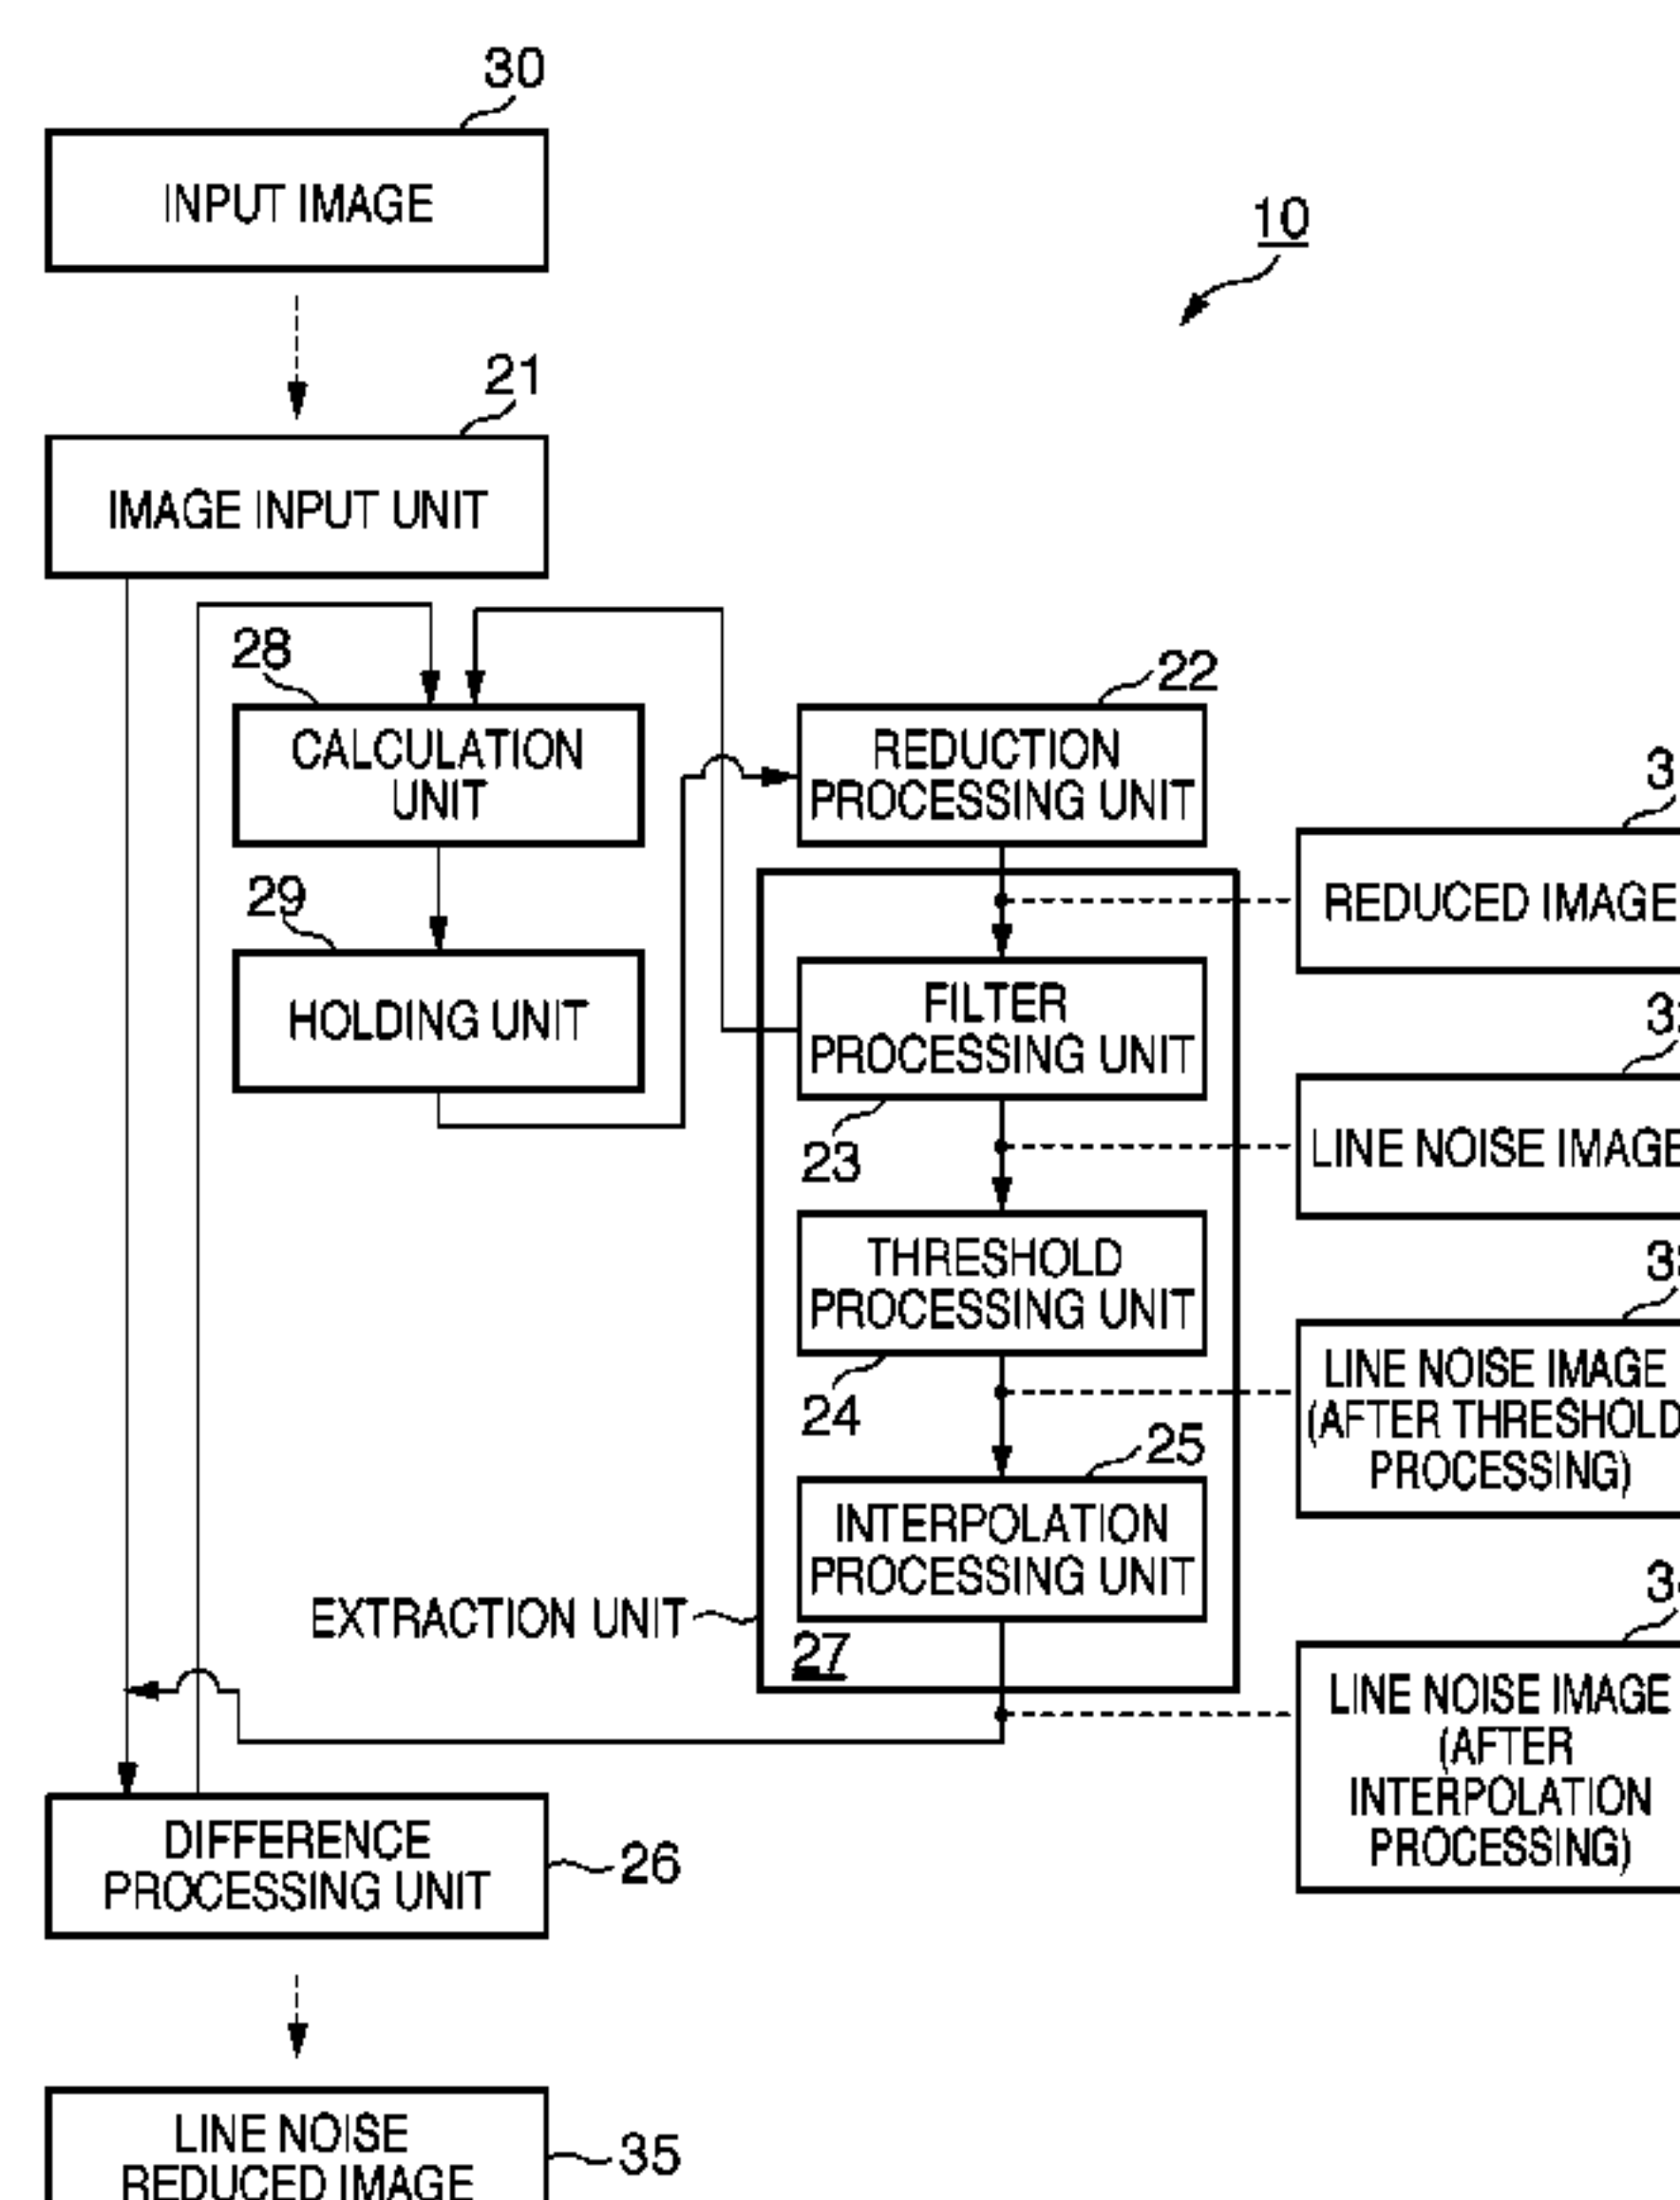 30
INPUT IMAGE
10
21
IMAGE INPUT UNIT
28
CALCULATION
UNIT
22
REDUCTION
PROCESSING UNIT
29
HOLDING UNIT
REDUCED IMAGE
FILTER
PROCESSING UNIT
23
LINE NOISE IMAGE
THRESHOLD
PROCESSING UNIT
24
LINE NOISE IMAGE
(AFTER THRESHOLD
PROCESSING)
25
INTERPOLATION
PROCESSING UNIT
EXTRACTION UNIT
27
LINE NOISE IMAGE
(AFTER
INTERPOLATION
PROCESSING)
DIFFERENCE
PROCESSING UNIT
26
LINE NOISE
REDUCED IMAGE
35